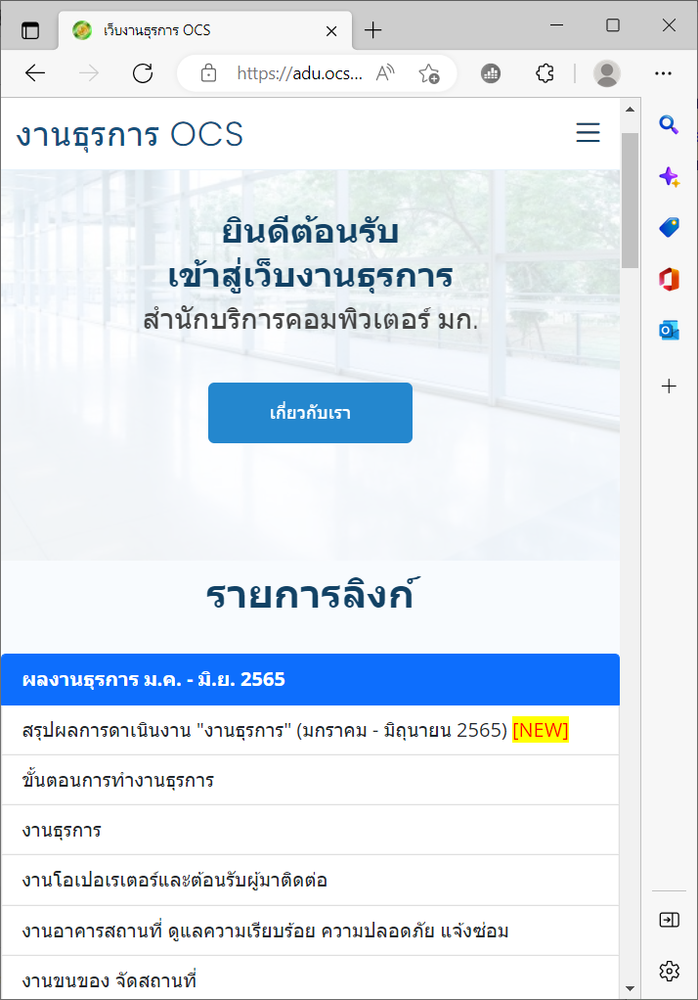 เว็บงานธุรการ OCS
https://adu.ocs...
งานธุรการ OCS
ยินดีต้อนรับ
เข้าสู่เว็บงานธุรการ
สำนักบริการคอมพิวเตอร์ มก.
เกี่ยวกับเรา
รายการลิงก์
ผลงานธุรการ ม.ค. - มิ.ย. 2565
สรุปผลการดาเนินงาน "งานธุรการ" (มกราคม - มิถุนายน 2565) [NEW]
ขั้นตอนการทำงานธุรการ
งานธุรการ
งานโอเปอเรเตอร์และต้อนรับผู้มาติดต่อ
งานอาคารสถานที่ ดูแลความเรียบร้อย ความปลอดภัย แจ้งซ่อม
งานขนของ จัดสถานที่